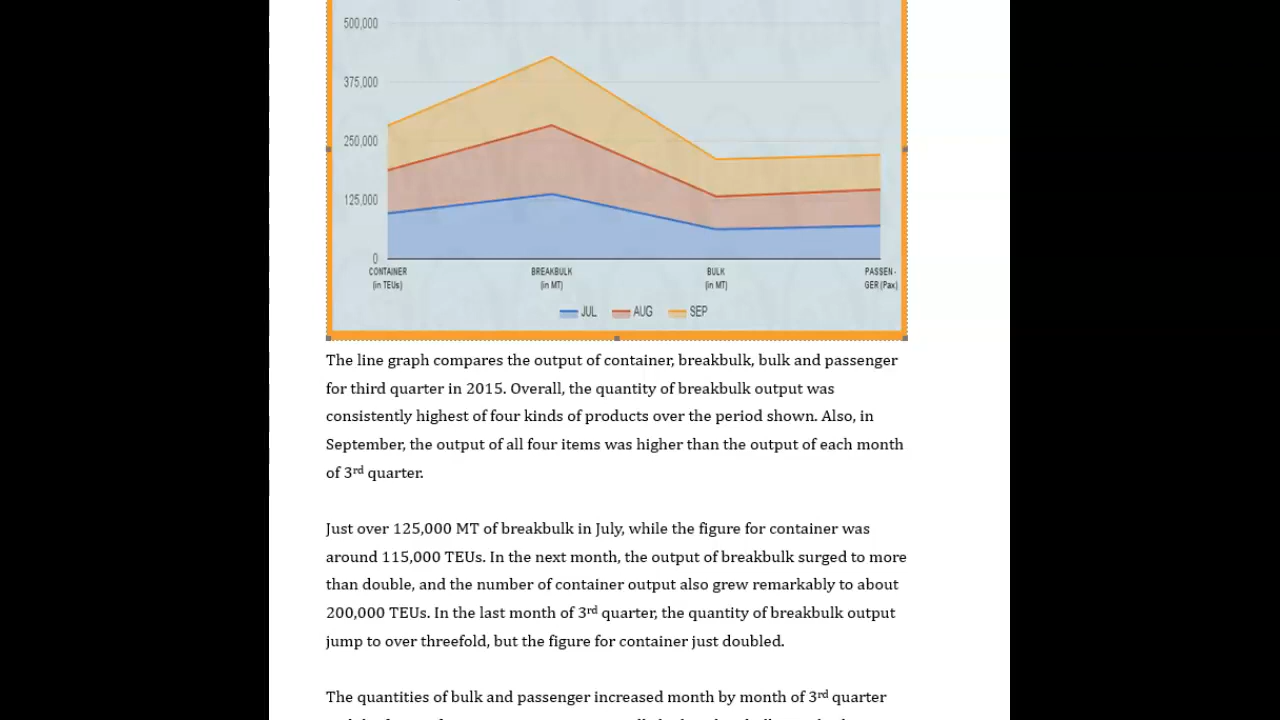 500,000
375,000
250,000
125,000
0
CONTAINER
(in TEUs)
BREAKBULK
(in MT)
BULK
(in MT)
PASSEN-
GER (Pax)
JUL AUG SEP
The line graph compares the output of container, breakbulk, bulk and passenger
for third quarter in 2015. Overall, the quantity of breakbulk output was
consistently highest of four kinds of products over the period shown. Also, in
September, the output of all four items was higher than the output of each month
of 3rd quarter.
Just over 125,000 MT of breakbulk in July, while the figure for container was
around 115,000 TEUs. In the next month, the output of breakbulk surged to more
than double, and the number of container output also grew remarkably to about
200,000 TEUs. In the last month of 3rd quarter, the quantity of breakbulk output
jump to over threefold, but the figure for container just doubled.
The quantities of bulk and passenger increased month by month of 3rd quarter